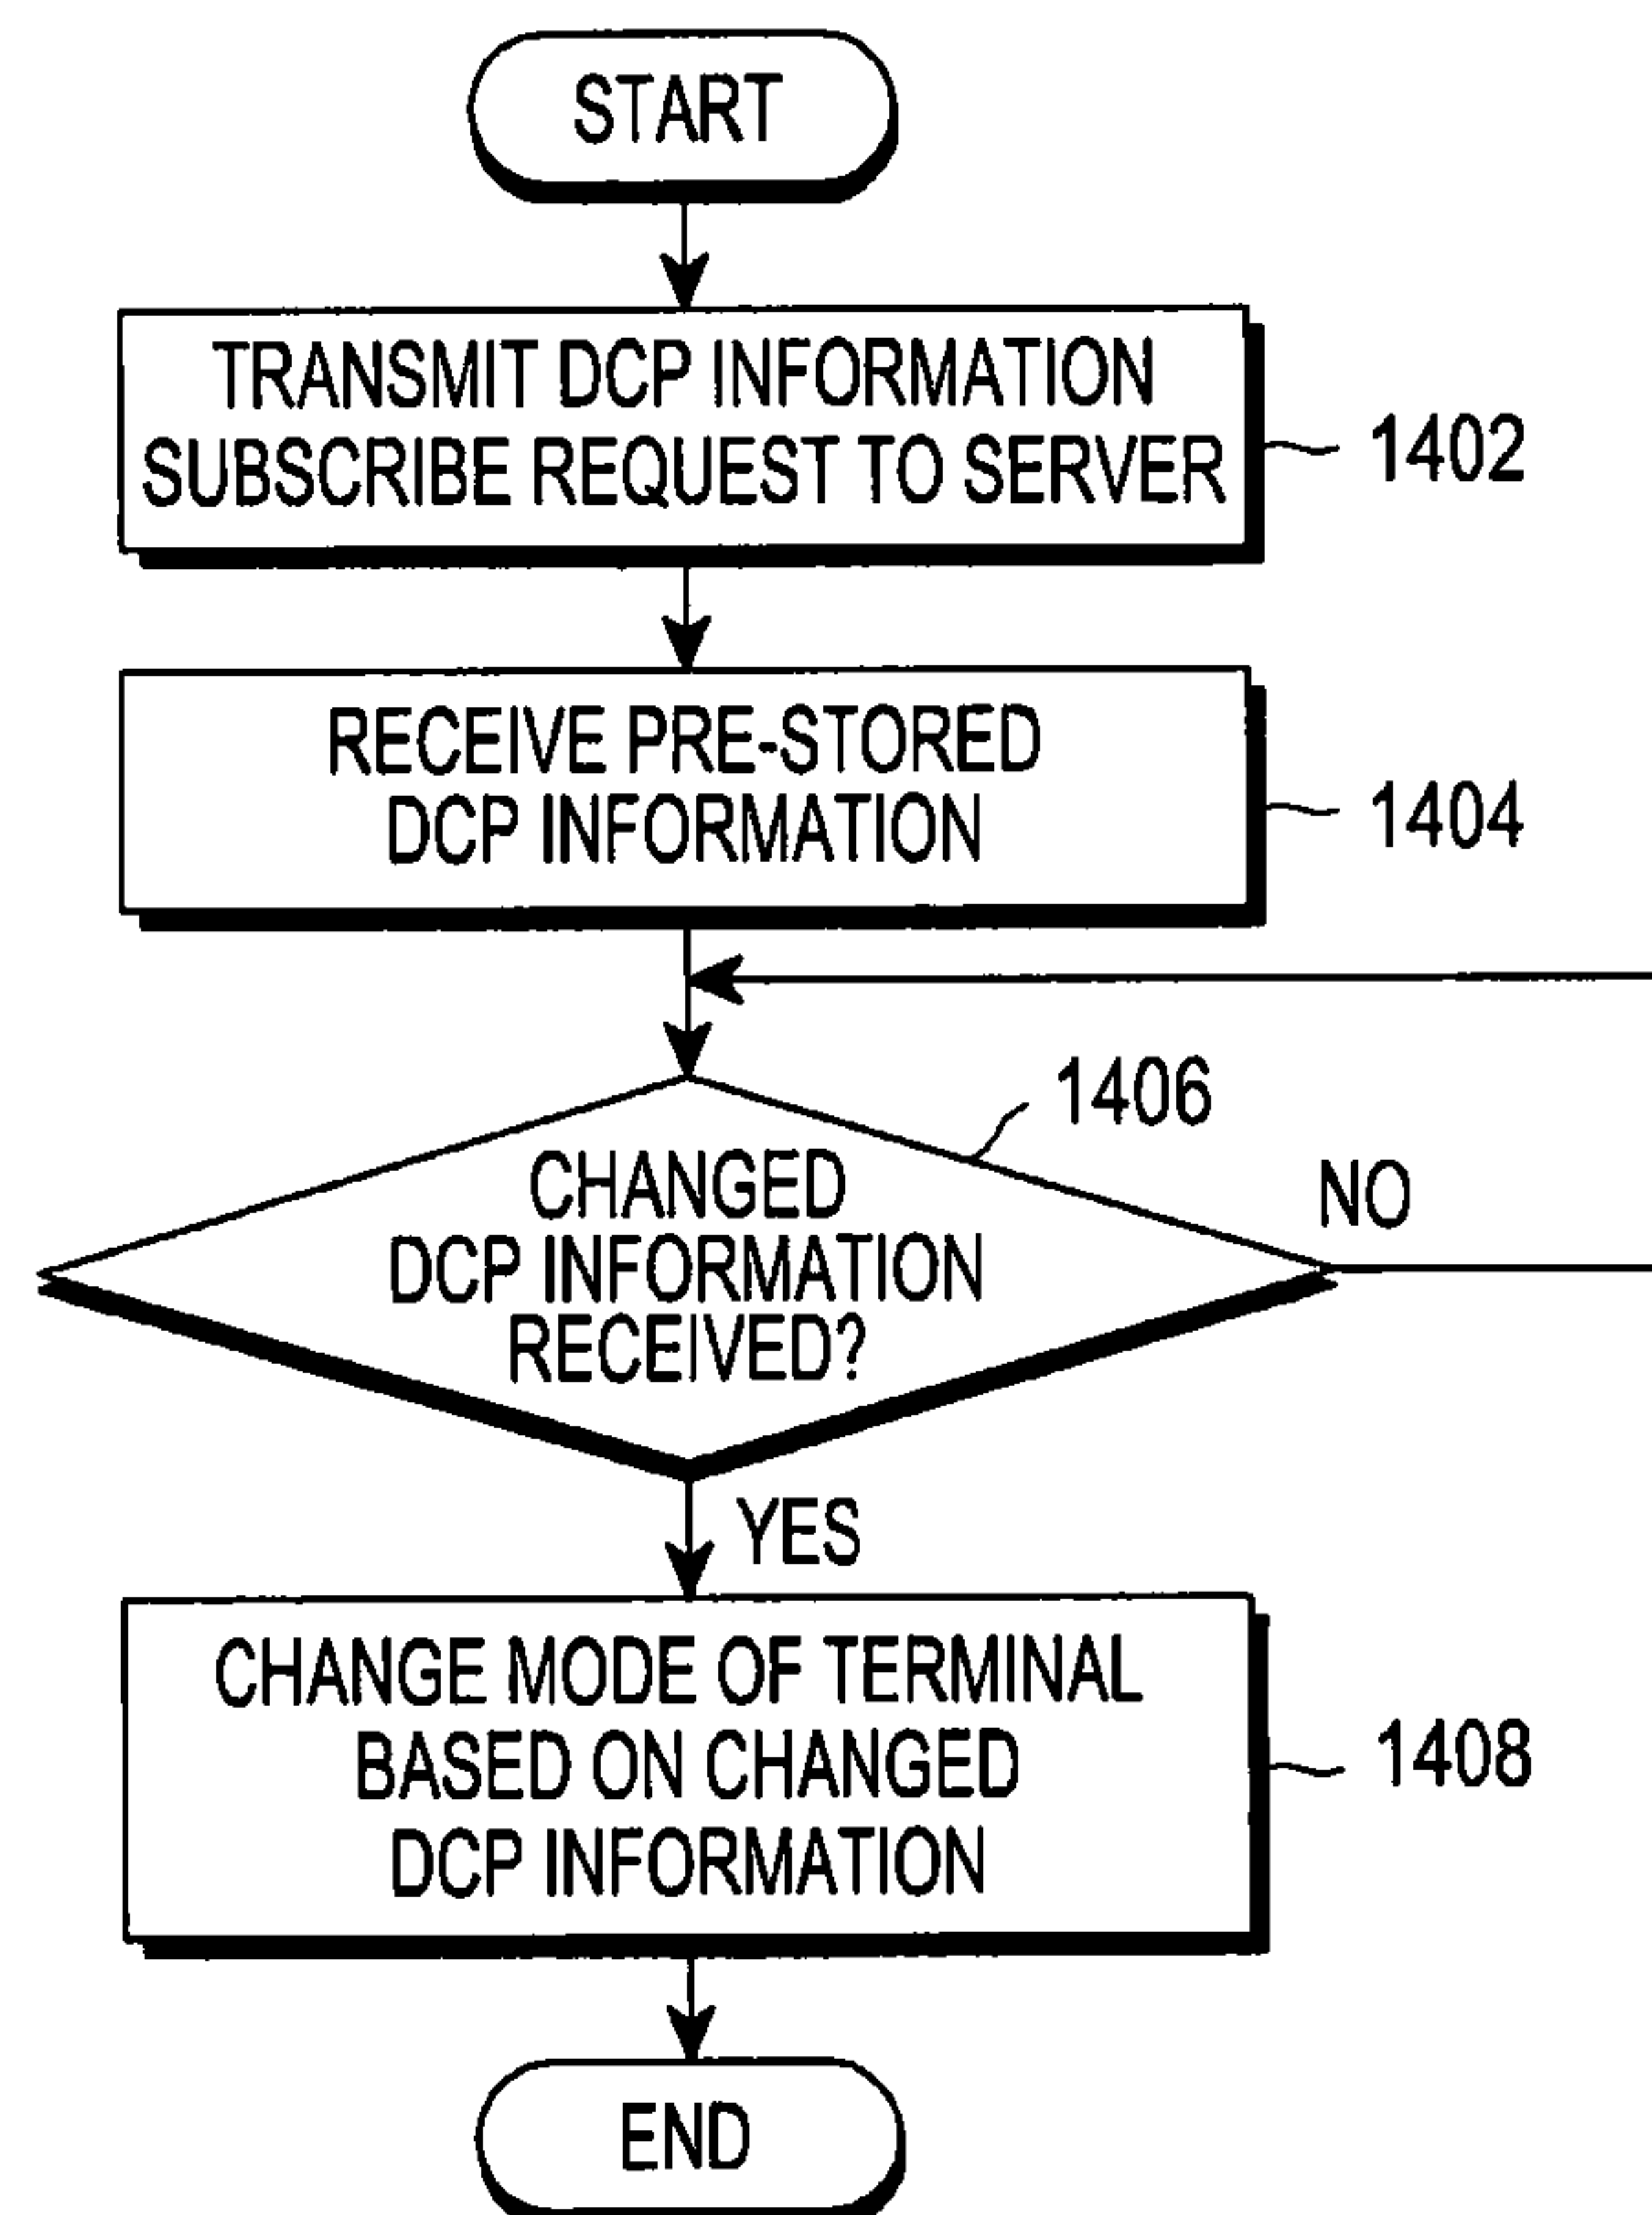 START
TRANSMIT DCP INFORMATION
SUBSCRIBE REQUEST TO SERVER
1402
RECEIVE PRE-STORED
DCP INFORMATION
1404
1406
CHANGED
DCP INFORMATION
RECEIVED?
NO
YES
CHANGE MODE OF TERMINAL
BASED ON CHANGED
DCP INFORMATION
1408
END